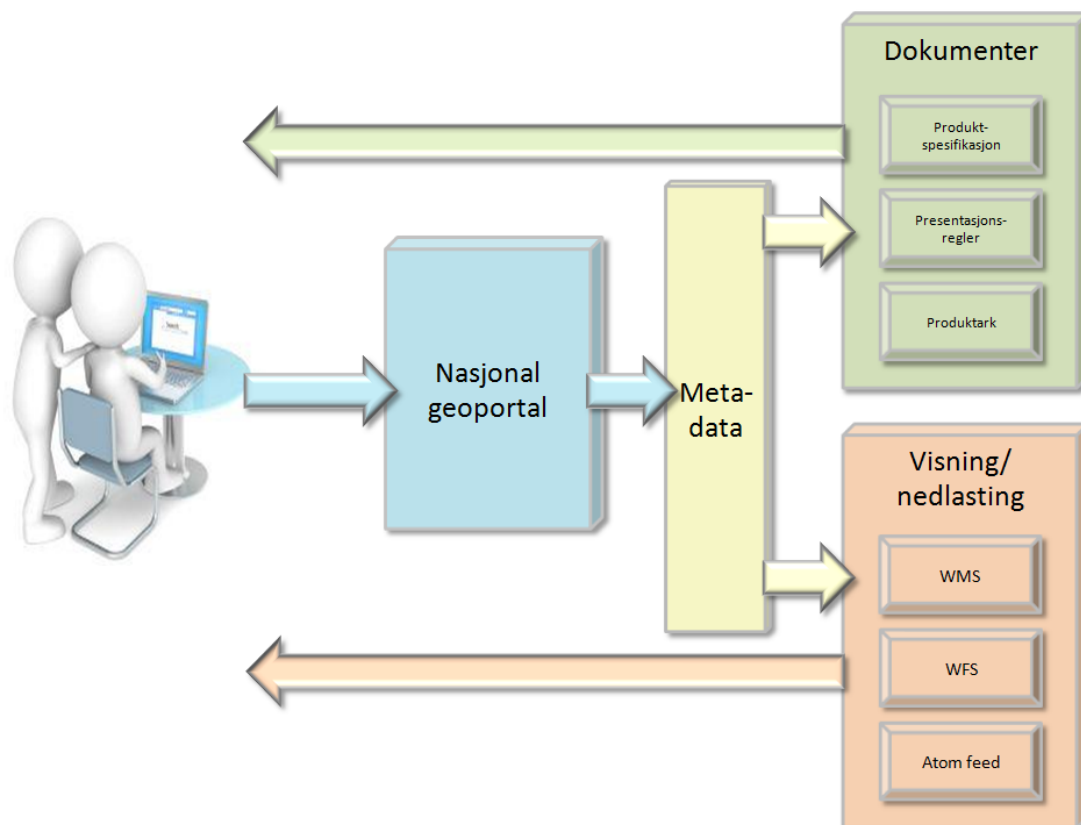 Dokumenter
Produkt-
spesifikasjon
Presentasjons-
regler
Produktark
Nasjonal
geoportal
Meta-
data
Visning/
nedlasting
WMS
WFS
Atom feed